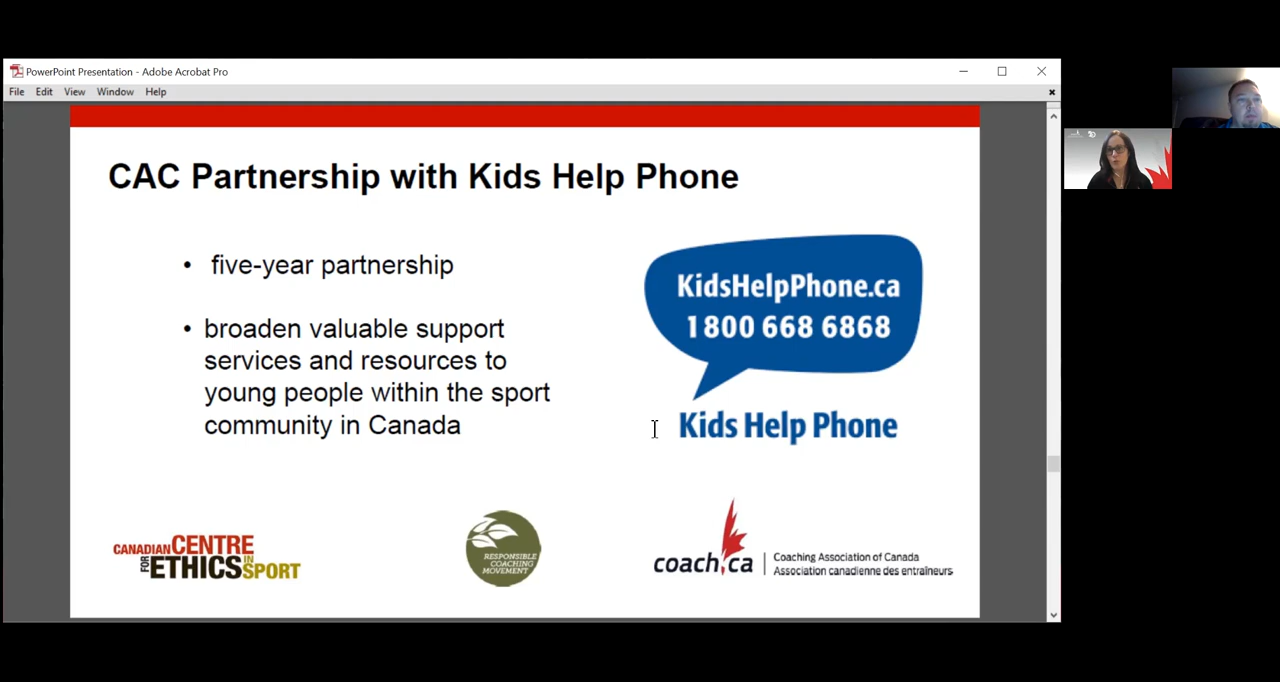 PowerPoint Presentation - Adobe Acrobat Pro
File Edit View Window Help
CAC Partnership with Kids Help Phone
• five-year partnership
• broaden valuable support
services and resources to
young people within the sport
community in Canada
KidsHelpPhone.ca
1 800 668 6868
Kids Help Phone
CANADIAN CENTRE
FOR ETHICS IN SPORT
RESPONSIBLE
COACHING
MOVEMENT
coach.ca
Coaching Association of Canada
Association canadienne des entraîneurs